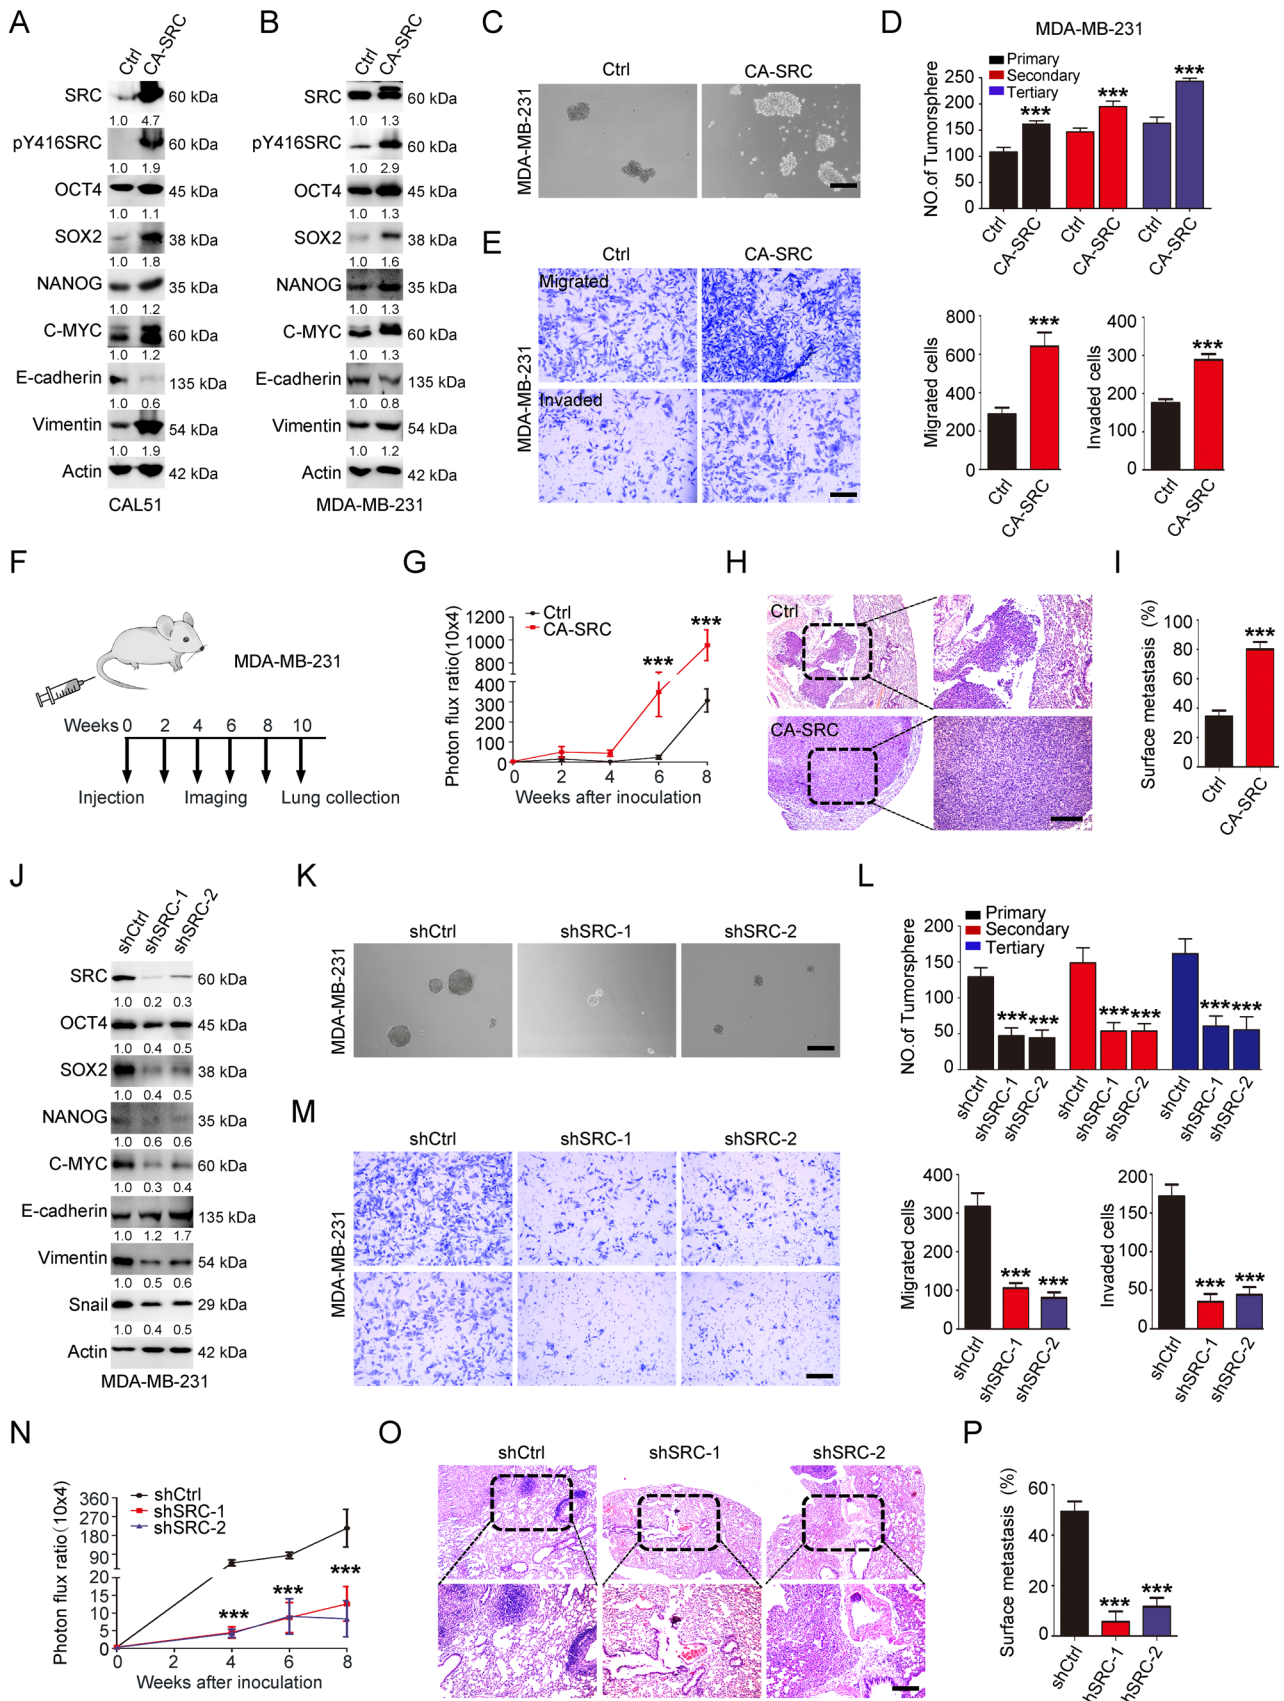 A
Ctrl
CA-SRC
SRC
60 kDa
1.0 4.7
pY416SRC
60 kDa
1.0 1.9
OCT4
45 kDa
1.0 1.1
SOX2
38 kDa
1.0 1.8
NANOG
35 kDa
1.0 1.2
C-MYC
60 kDa
1.0 1.2
E-cadherin
135 kDa
1.0 0.6
Vimentin
54 kDa
1.0 1.9
Actin
42 kDa
CAL51
B
Ctrl
CA-SRC
SRC
60 kDa
1.0 1.3
pY416SRC
60 kDa
1.0 2.9
OCT4
45 kDa
1.0 1.3
SOX2
38 kDa
1.0 1.6
NANOG
35 kDa
1.0 1.3
C-MYC
60 kDa
1.0 1.3
E-cadherin
135 kDa
1.0 0.8
Vimentin
54 kDa
1.0 1.2
Actin
42 kDa
MDA-MB-231
C
Ctrl
CA-SRC
MDA-MB-231
D
MDA-MB-231
Primary
Secondary
Tertiary
NO.of Tumorsphere
250
200
150
100
50
0
***
***
***
Ctrl
CA-SRC
Ctrl
CA-SRC
Ctrl
CA-SRC
E
Ctrl
CA-SRC
MDA-MB-231
Migrated
Invaded
Migrated cells
800
600
400
200
0
***
Ctrl
CA-SRC
Invaded cells
400
300
200
100
0
***
Ctrl
CA-SRC
F
MDA-MB-231
Weeks 0 2 4 6 8 10
Injection Imaging Lung collection
G
Ctrl
CA-SRC
Photon flux ratio(10x4)
1200
1000
800
400
300
200
100
0
***
***
0 2 4 6 8
Weeks after inoculation
H
Ctrl
CA-SRC
I
Surface metastasis (%)
100
80
60
40
20
0
***
Ctrl
CA-SRC
J
shCtrl
shSRC-1
shSRC-2
SRC
60 kDa
1.0 0.2 0.3
OCT4
45 kDa
1.0 0.4 0.5
SOX2
38 kDa
1.0 0.4 0.5
NANOG
35 kDa
1.0 0.6 0.6
C-MYC
60 kDa
1.0 0.3 0.4
E-cadherin
135 kDa
1.0 1.2 1.7
Vimentin
54 kDa
1.0 0.5 0.6
Snail
29 kDa
1.0 0.4 0.5
Actin
42 kDa
MDA-MB-231
K
shCtrl
shSRC-1
shSRC-2
MDA-MB-231
L
Primary
Secondary
Tertiary
NO.of Tumorsphere
200
150
100
50
0
*** ***
*** ***
*** ***
shCtrl
shSRC-1
shSRC-2
shCtrl
shSRC-1
shSRC-2
shCtrl
shSRC-1
shSRC-2
M
shCtrl
shSRC-1
shSRC-2
MDA-MB-231
Migrated cells
400
300
200
100
0
*** ***
shCtrl
shSRC-1
shSRC-2
Invaded cells
200
150
100
50
0
*** ***
shCtrl
shSRC-1
shSRC-2
N
shCtrl
shSRC-1
shSRC-2
Photon flux ratio(10x4)
360
270
180
90
20
15
10
5
0
***
***
***
0 2 4 6 8
Weeks after inoculation
O
shCtrl
shSRC-1
shSRC-2
P
Surface metastasis (%)
60
40
20
0
*** ***
shCtrl
shSRC-1
hSRC-2